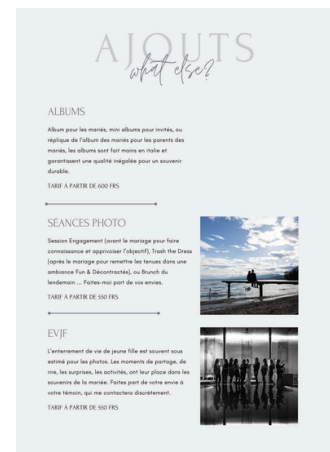 AJOUTS
what else?
ALBUMS
Album pour les mariés, mini albums pour invités, ou
réplique de l'album des mariés pour les parents des
mariés, les albums sont fait mains en italie et
garantissent une qualité inégalée pour un souvenir
durable.
TARIF À PARTIR DE 600 FRS
SÉANCES PHOTO
Session Engagement (avant le mariage pour faire
connaissance et apprivoiser l'objectif), Trash the Dress
(après le mariage pour remettre les tenues dans une
ambiance Fun & Décontractés), ou Brunch du
lendemain ... Faites-moi part de vos envies.
TARIF À PARTIR DE 350 FRS
EVJF
L'enterrement de vie de jeune fille est souvent sous
estimé pour les photos. Les moments de partage, de
rire, les surprises, les activités, ont leur place dans les
souvenirs de la mariée. Faites part de votre envie à
votre témoin, qui me contactera discrètement.
TARIF À PARTIR DE 350 FRS